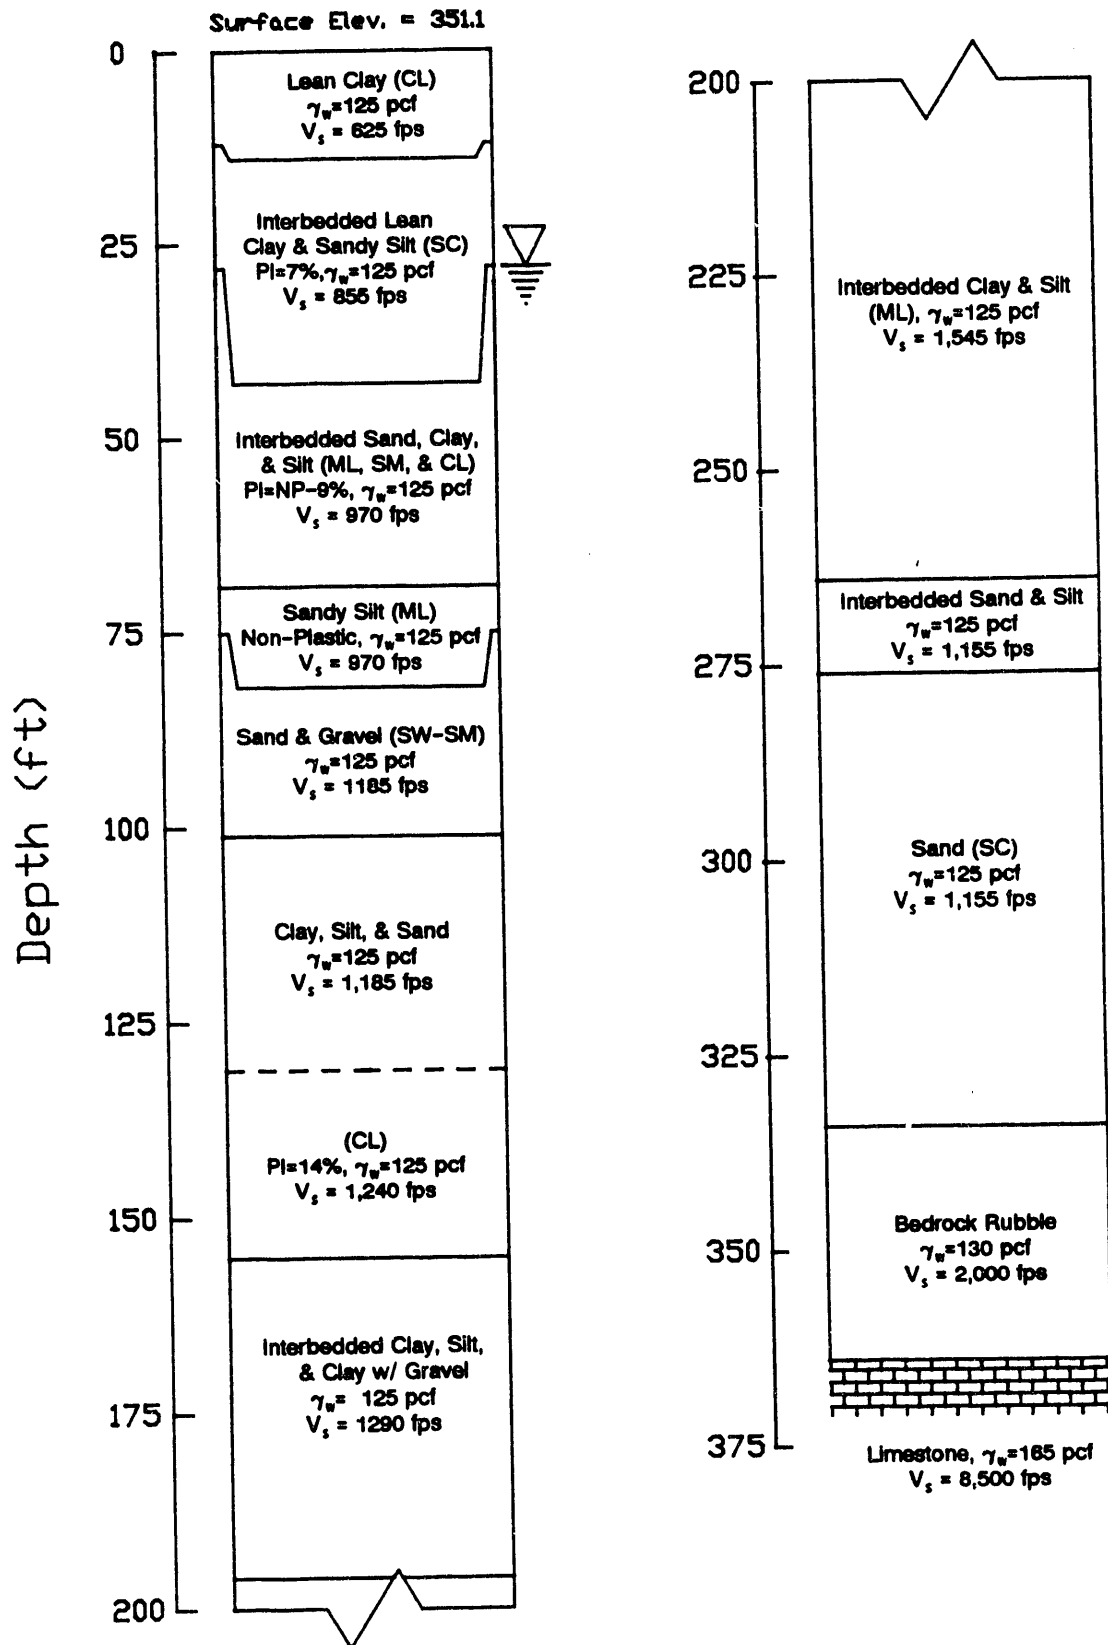 Surface Elev. = 351.1
Depth (ft)
0
25
50
75
100
125
150
175
200
Lean Clay (CL)
γw=125 pcf
Vs = 625 fps
Interbedded Lean
Clay & Sandy Silt (SC)
PI=7%, γw=125 pcf
Vs = 855 fps
Interbedded Sand, Clay,
& Silt (ML, SM, & CL)
PI=NP-9%, γw=125 pcf
Vs = 970 fps
Sandy Silt (ML)
Non-Plastic, γw=125 pcf
Vs = 970 fps
Sand & Gravel (SW-SM)
γw=125 pcf
Vs = 1185 fps
Clay, Silt, & Sand
γw=125 pcf
Vs = 1,185 fps
(CL)
PI=14%, γw=125 pcf
Vs = 1,240 fps
Interbedded Clay, Silt,
& Clay w/ Gravel
γw= 125 pcf
Vs = 1290 fps
200
225
250
275
300
325
350
375
Interbedded Clay & Silt
(ML), γw=125 pcf
Vs = 1,545 fps
Interbedded Sand & Silt
γw=125 pcf
Vs = 1,155 fps
Sand (SC)
γw=125 pcf
Vs = 1,155 fps
Bedrock Rubble
γw=130 pcf
Vs = 2,000 fps
Limestone, γw=165 pcf
Vs = 8,500 fps